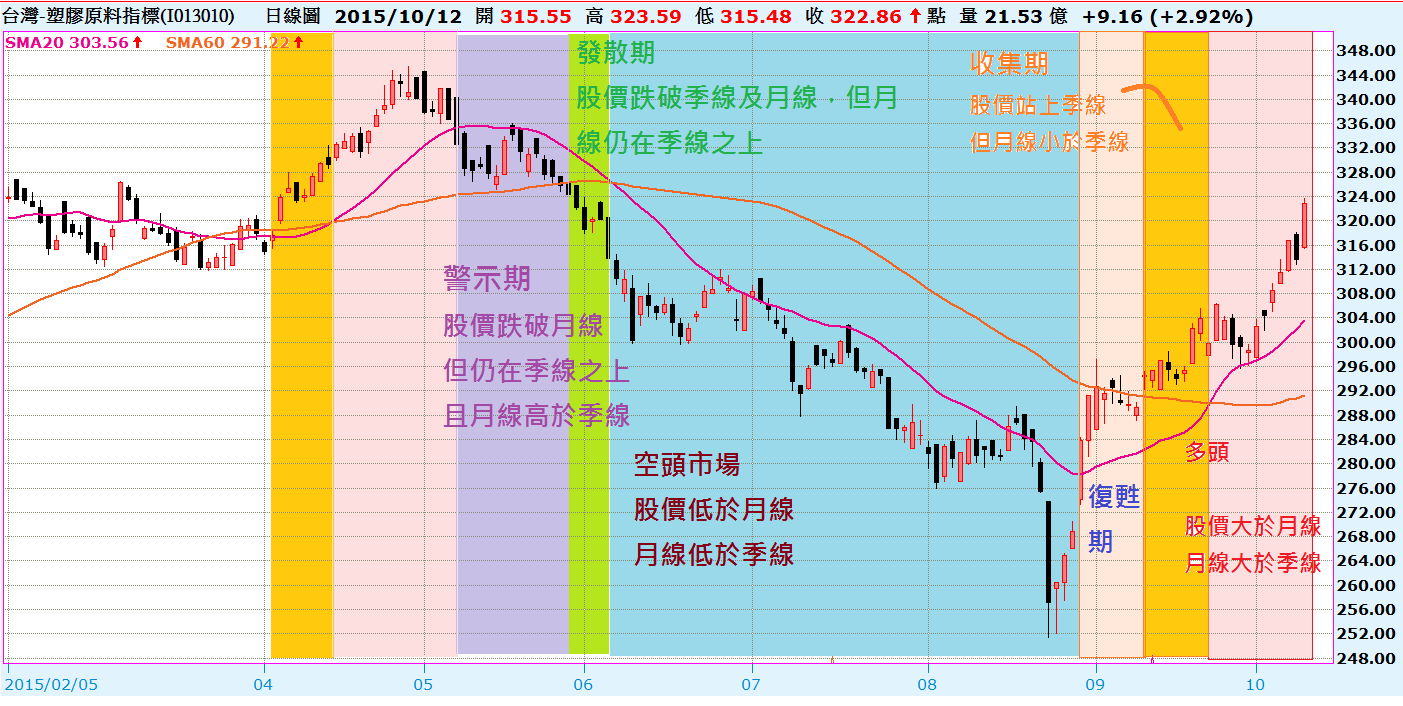 台灣-塑膠原料指標(I013010) 日線圖 2015/10/12 開 315.55 高 323.59 低 315.48 收 322.86 點 量 21.53 億 +9.16 (+2.92%)
SMA20 303.56 SMA60 291.22
發散期
股價跌破季線及月線，但月
線仍在季線之上
收集期
股價站上季線
但月線小於季線
警示期
股價跌破月線
但仍在季線之上
且月線高於季線
空頭市場
股價低於月線
月線低於季線
復甦
期
多頭
股價大於月線
月線大於季線
348.00
344.00
340.00
336.00
332.00
328.00
324.00
320.00
316.00
312.00
308.00
304.00
300.00
296.00
292.00
288.00
284.00
280.00
276.00
272.00
268.00
264.00
260.00
256.00
252.00
248.00
2015/02/05 04 05 06 07 08 09 10